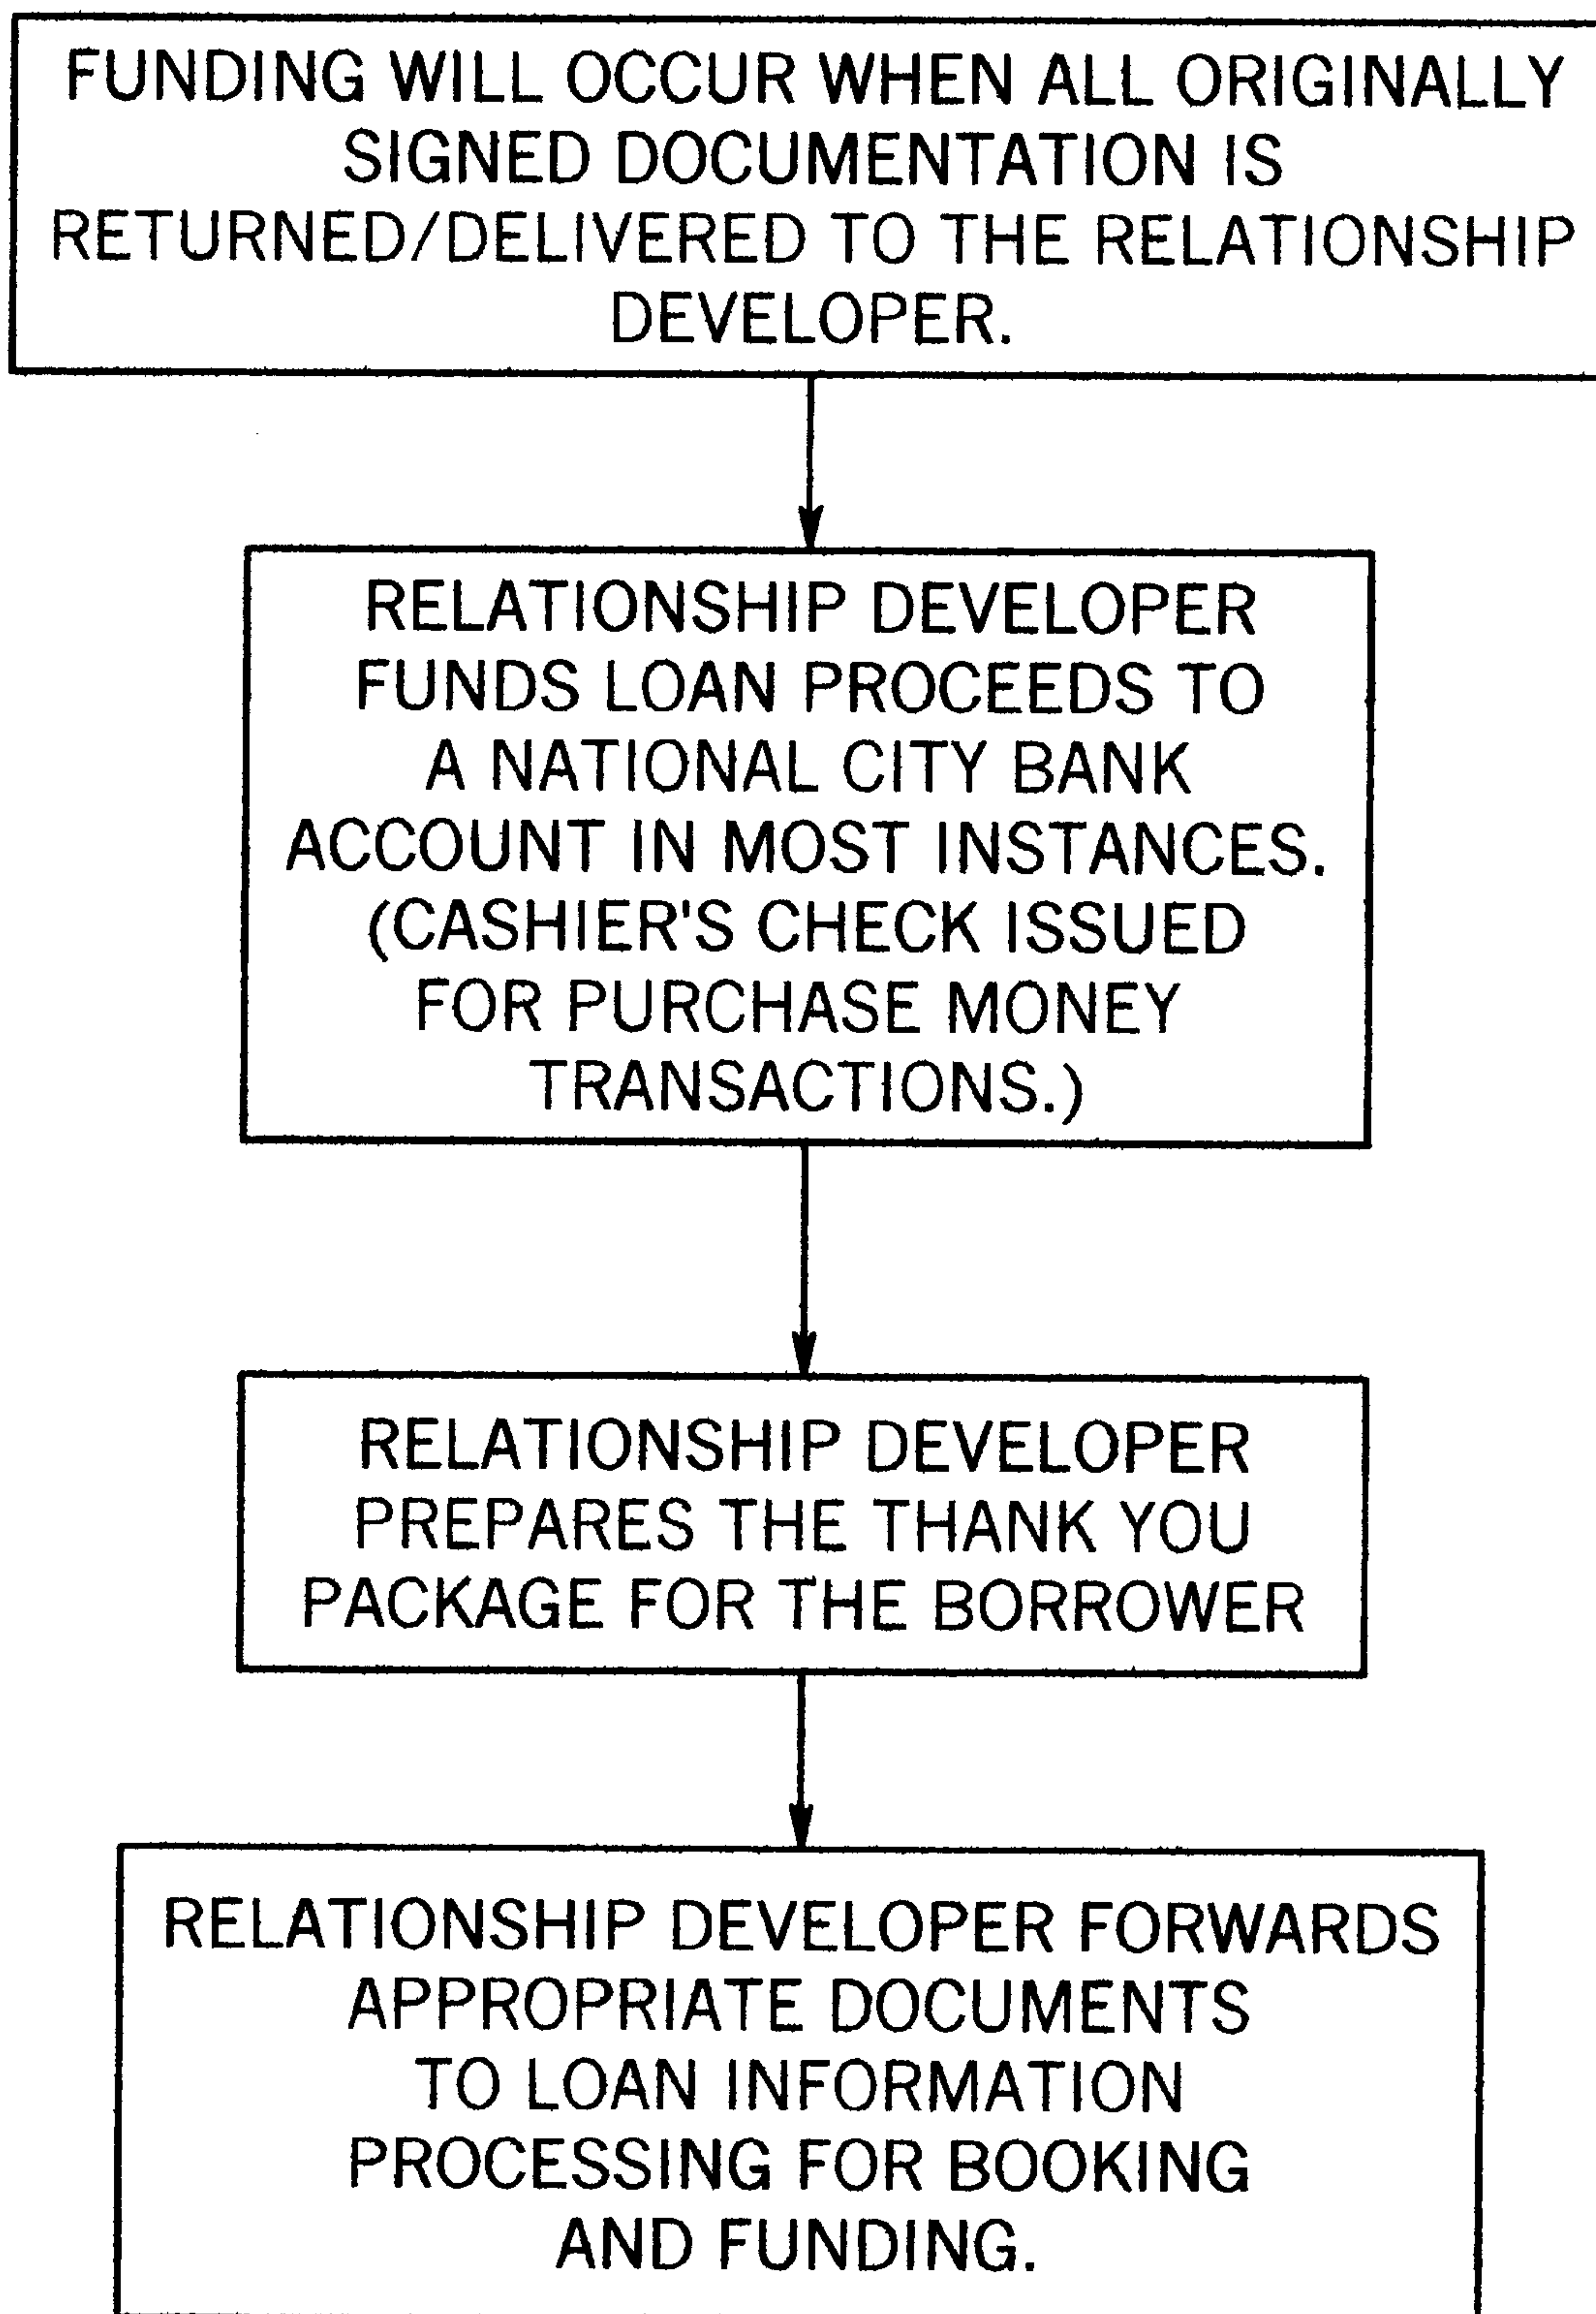 FUNDING WILL OCCUR WHEN ALL ORIGINALLY
SIGNED DOCUMENTATION IS
RETURNED/DELIVERED TO THE RELATIONSHIP
DEVELOPER.
RELATIONSHIP DEVELOPER
FUNDS LOAN PROCEEDS TO
A NATIONAL CITY BANK
ACCOUNT IN MOST INSTANCES.
(CASHIER'S CHECK ISSUED
FOR PURCHASE MONEY
TRANSACTIONS.)
RELATIONSHIP DEVELOPER
PREPARES THE THANK YOU
PACKAGE FOR THE BORROWER
RELATIONSHIP DEVELOPER FORWARDS
APPROPRIATE DOCUMENTS
TO LOAN INFORMATION
PROCESSING FOR BOOKING
AND FUNDING.